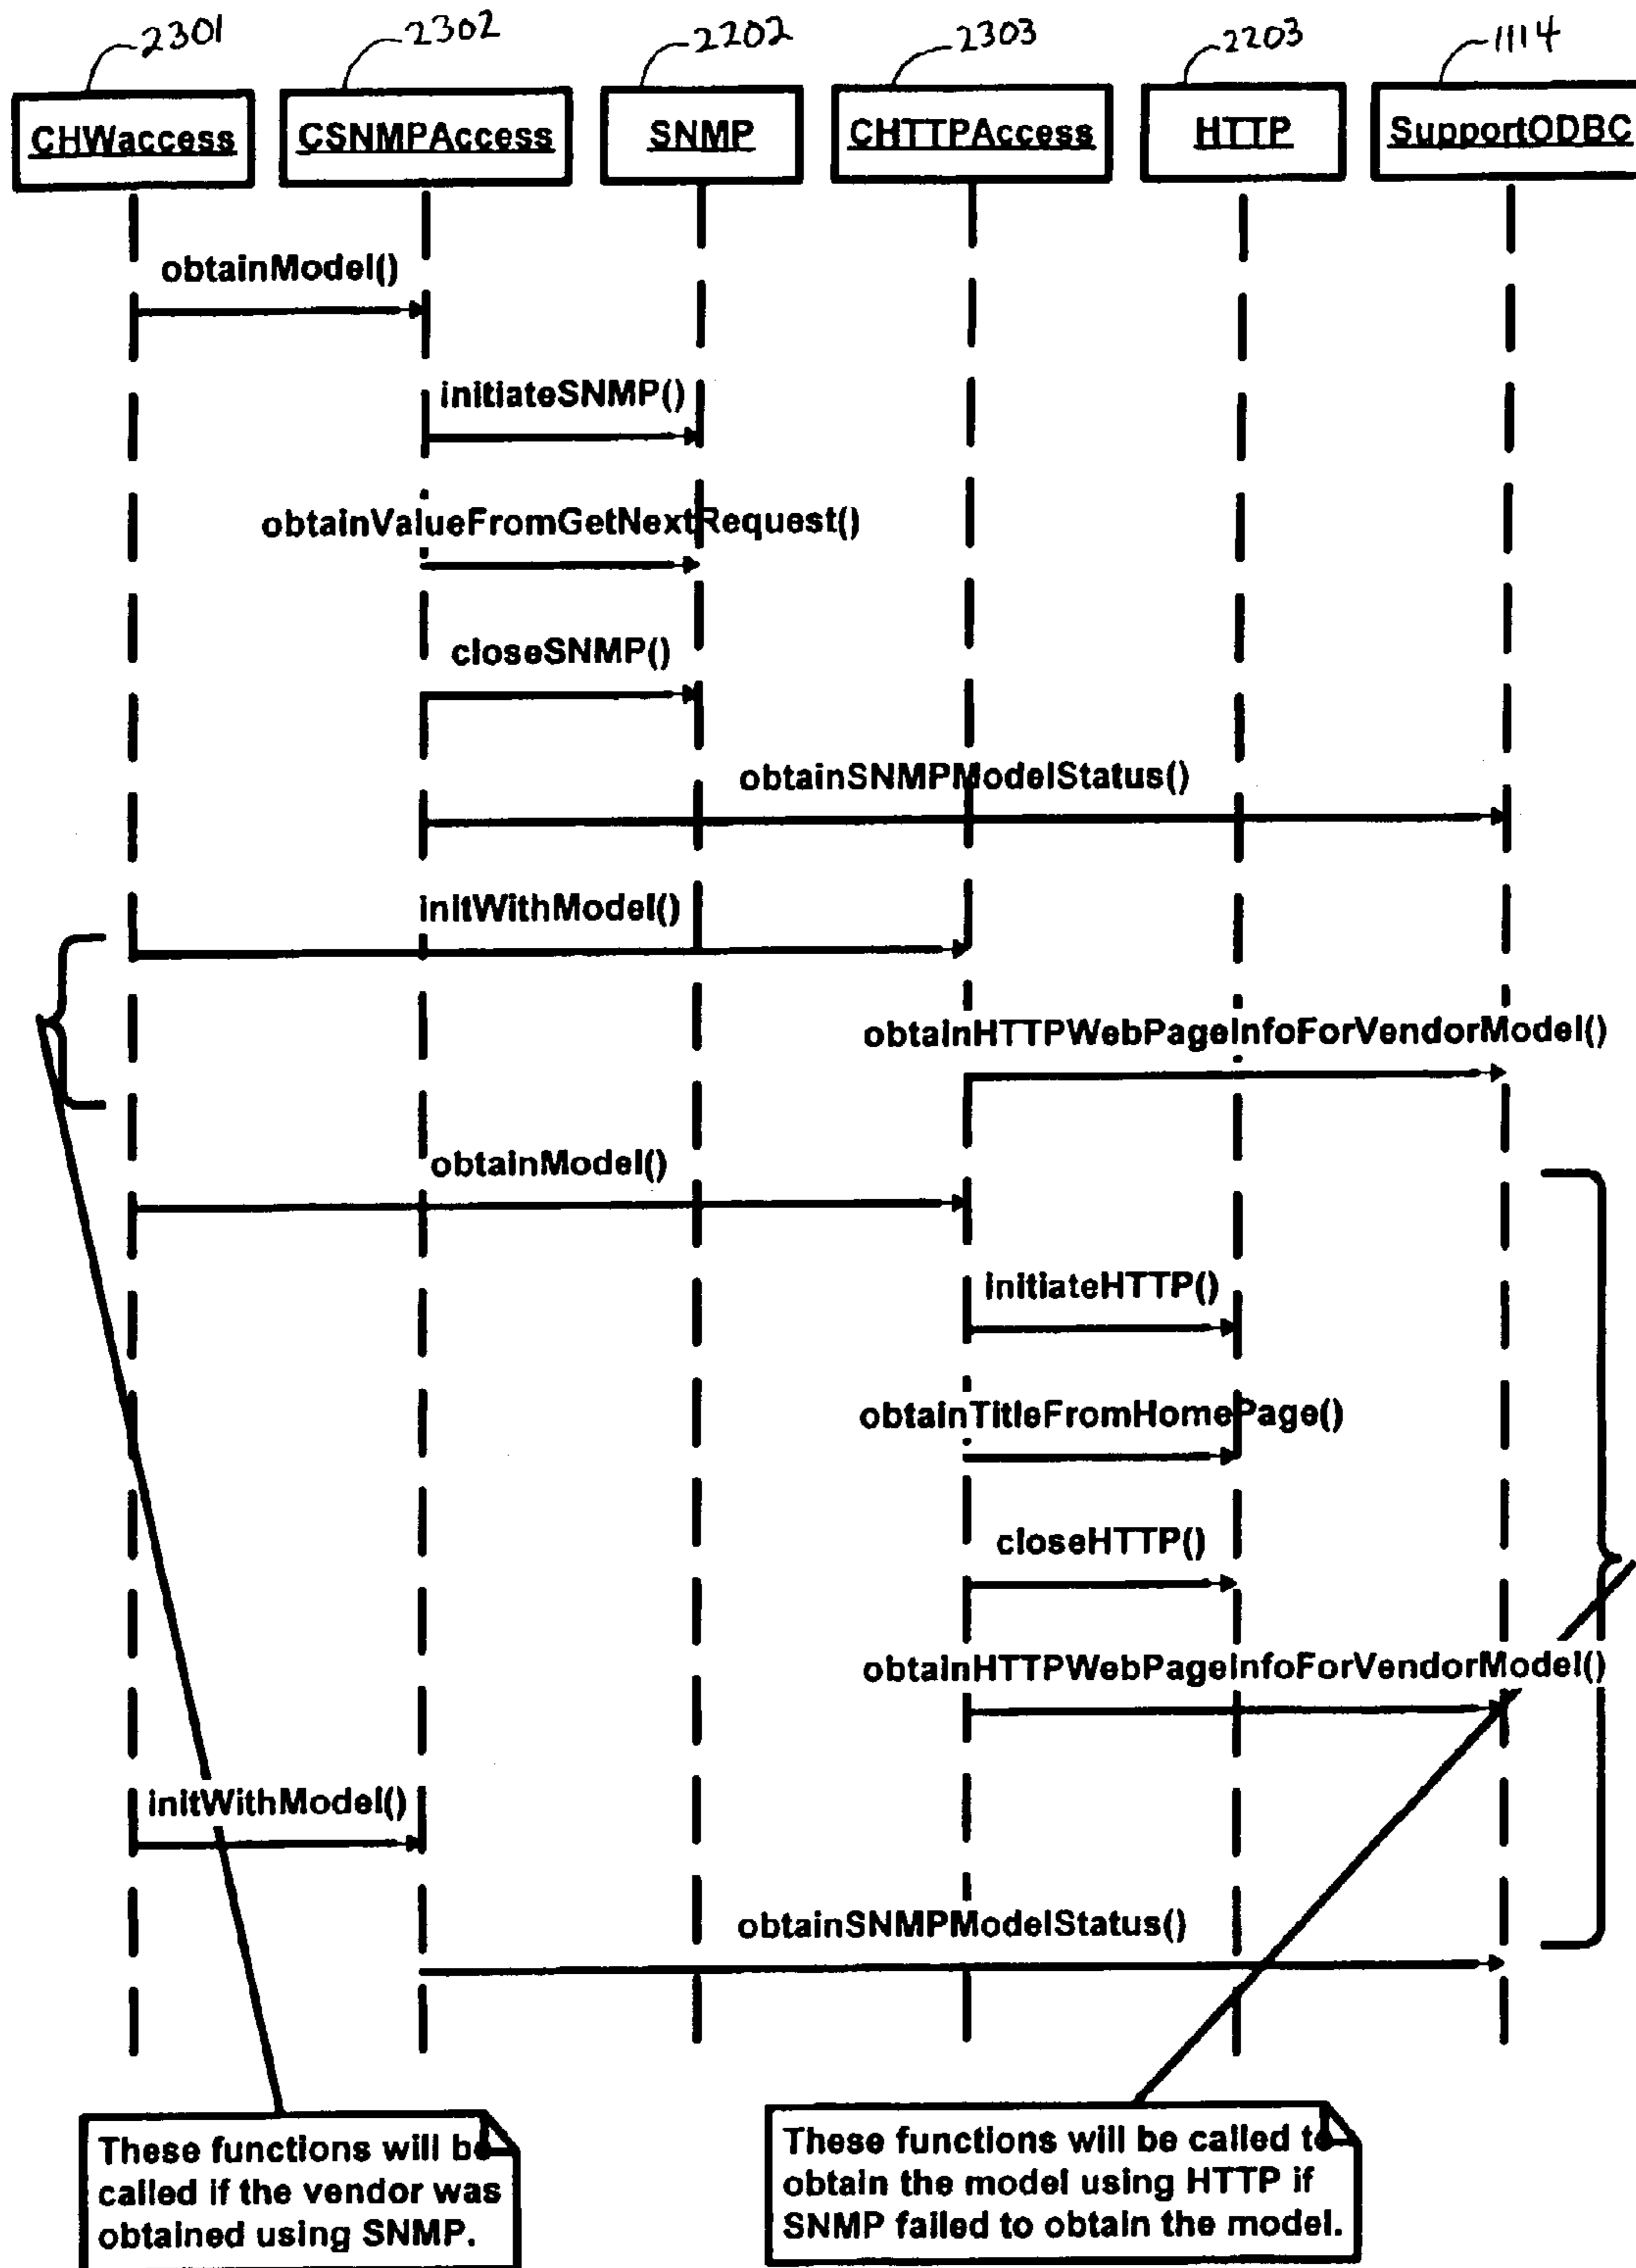 2301
2302
2202
2303
2203
1114
CHWaccess
CSNMPAccess
SNMP
CHTTPAccess
HTTP
SupportODBC
obtainModel()
initiateSNMP()
obtainValueFromGetNextRequest()
closeSNMP()
obtainSNMPModelStatus()
initWithModel()
obtainHTTPWebPageInfoForVendorModel()
obtainModel()
initiateHTTP()
obtainTitleFromHomePage()
closeHTTP()
obtainHTTPWebPageInfoForVendorModel()
initWithModel()
obtainSNMPModelStatus()
These functions will be
called if the vendor was
obtained using SNMP.
These functions will be called to
obtain the model using HTTP if
SNMP failed to obtain the model.